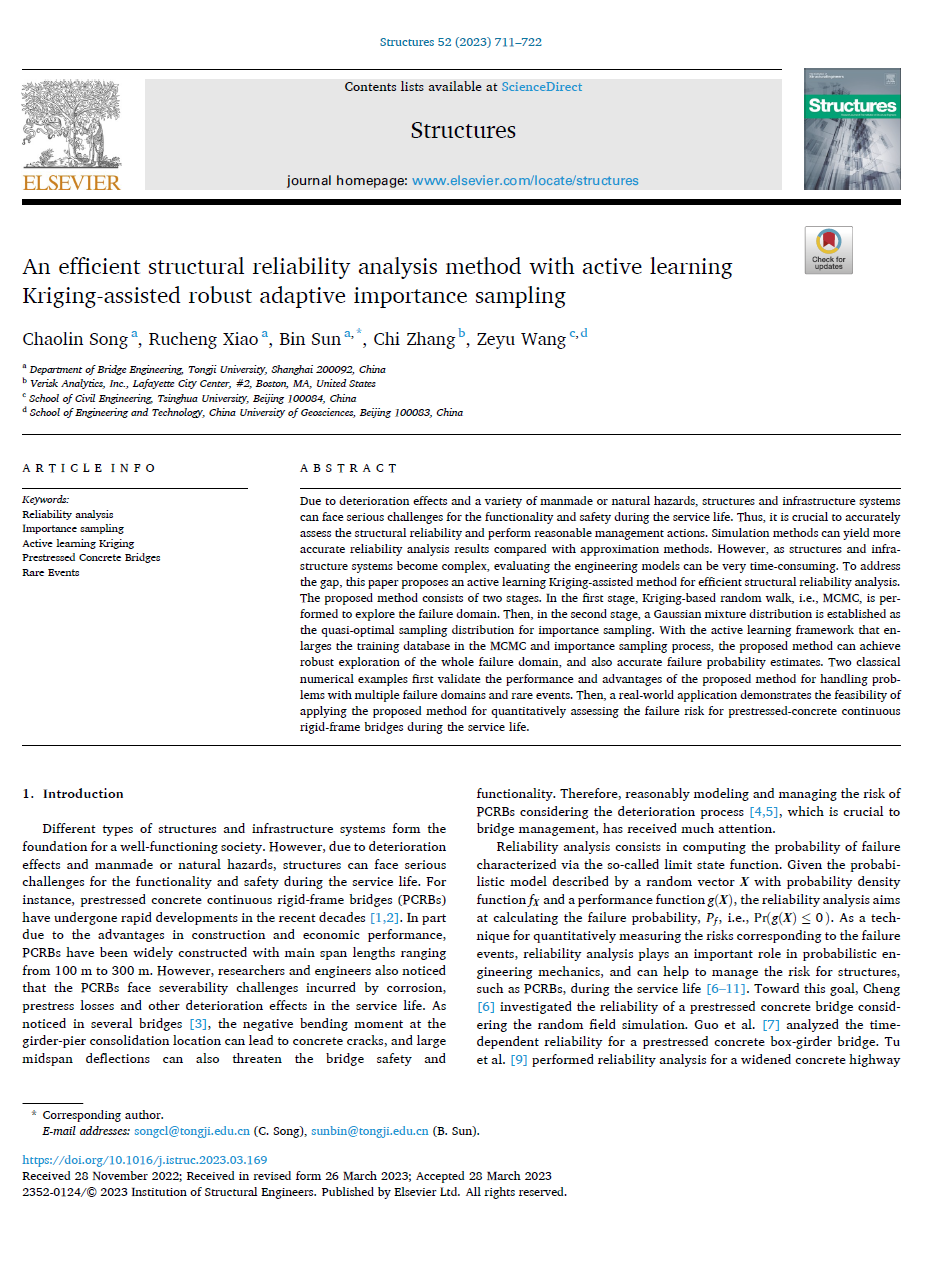 Structures 52 (2023) 711–722
Contents lists available at ScienceDirect
Structures
journal homepage: www.elsevier.com/locate/structures
ELSEVIER
Structures
Check for
updates
An efficient structural reliability analysis method with active learning
Kriging-assisted robust adaptive importance sampling
Chaolin Song a, Rucheng Xiao a, Bin Sun a,*, Chi Zhang b, Zeyu Wang c,d
a Department of Bridge Engineering, Tongji University, Shanghai 200092, China
b Verisk Analytics, Inc., Lafayette City Center, #2, Boston, MA, United States
c School of Civil Engineering, Tsinghua University, Beijing 100084, China
d School of Engineering and Technology, China University of Geosciences, Beijing 100083, China
ARTICLE INFO
Keywords:
Reliability analysis
Importance sampling
Active learning Kriging
Prestressed Concrete Bridges
Rare Events
ABSTRACT
Due to deterioration effects and a variety of manmade or natural hazards, structures and infrastructure systems
can face serious challenges for the functionality and safety during the service life. Thus, it is crucial to accurately
assess the structural reliability and perform reasonable management actions. Simulation methods can yield more
accurate reliability analysis results compared with approximation methods. However, as structures and infra-
structure systems become complex, evaluating the engineering models can be very time-consuming. To address
the gap, this paper proposes an active learning Kriging-assisted method for efficient structural reliability analysis.
The proposed method consists of two stages. In the first stage, Kriging-based random walk, i.e., MCMC, is per-
formed to explore the failure domain. Then, in the second stage, a Gaussian mixture distribution is established as
the quasi-optimal sampling distribution for importance sampling. With the active learning framework that en-
larges the training database in the MCMC and importance sampling process, the proposed method can achieve
robust exploration of the whole failure domain, and also accurate failure probability estimates. Two classical
numerical examples first validate the performance and advantages of the proposed method for handling prob-
lems with multiple failure domains and rare events. Then, a real-world application demonstrates the feasibility of
applying the proposed method for quantitatively assessing the failure risk for prestressed-concrete continuous
rigid-frame bridges during the service life.
1. Introduction
Different types of structures and infrastructure systems form the
foundation for a well-functioning society. However, due to deterioration
effects and manmade or natural hazards, structures can face serious
challenges for the functionality and safety during the service life. For
instance, prestressed concrete continuous rigid-frame bridges (PCRBs)
have undergone rapid developments in the recent decades [1,2]. In part
due to the advantages in construction and economic performance,
PCRBs have been widely constructed with main span lengths ranging
from 100 m to 300 m. However, researchers and engineers also noticed
that the PCRBs face severability challenges incurred by corrosion,
prestress losses and other deterioration effects in the service life. As
noticed in several bridges [3], the negative bending moment at the
girder-pier consolidation location can lead to concrete cracks, and large
midspan deflections can also threaten the bridge safety and
functionality. Therefore, reasonably modeling and managing the risk of
PCRBs considering the deterioration process [4,5], which is crucial to
bridge management, has received much attention.
Reliability analysis consists in computing the probability of failure
characterized via the so-called limit state function. Given the probabi-
listic model described by a random vector X with probability density
function fX and a performance function g(X), the reliability analysis aims
at calculating the failure probability, Pf, i.e., Pr(g(X) ≤ 0 ). As a tech-
nique for quantitatively measuring the risks corresponding to the failure
events, reliability analysis plays an important role in probabilistic en-
gineering mechanics, and can help to manage the risk for structures,
such as PCRBs, during the service life [6–11]. Toward this goal, Cheng
[6] investigated the reliability of a prestressed concrete bridge consid-
ering the random field simulation. Guo et al. [7] analyzed the time-
dependent reliability for a prestressed concrete box-girder bridge. Tu
et al. [9] performed reliability analysis for a widened concrete highway
* Corresponding author.
E-mail addresses: songcl@tongji.edu.cn (C. Song), sunbin@tongji.edu.cn (B. Sun).
https://doi.org/10.1016/j.istruc.2023.03.169
Received 28 November 2022; Received in revised form 26 March 2023; Accepted 28 March 2023
2352-0124/© 2023 Institution of Structural Engineers. Published by Elsevier Ltd. All rights reserved.